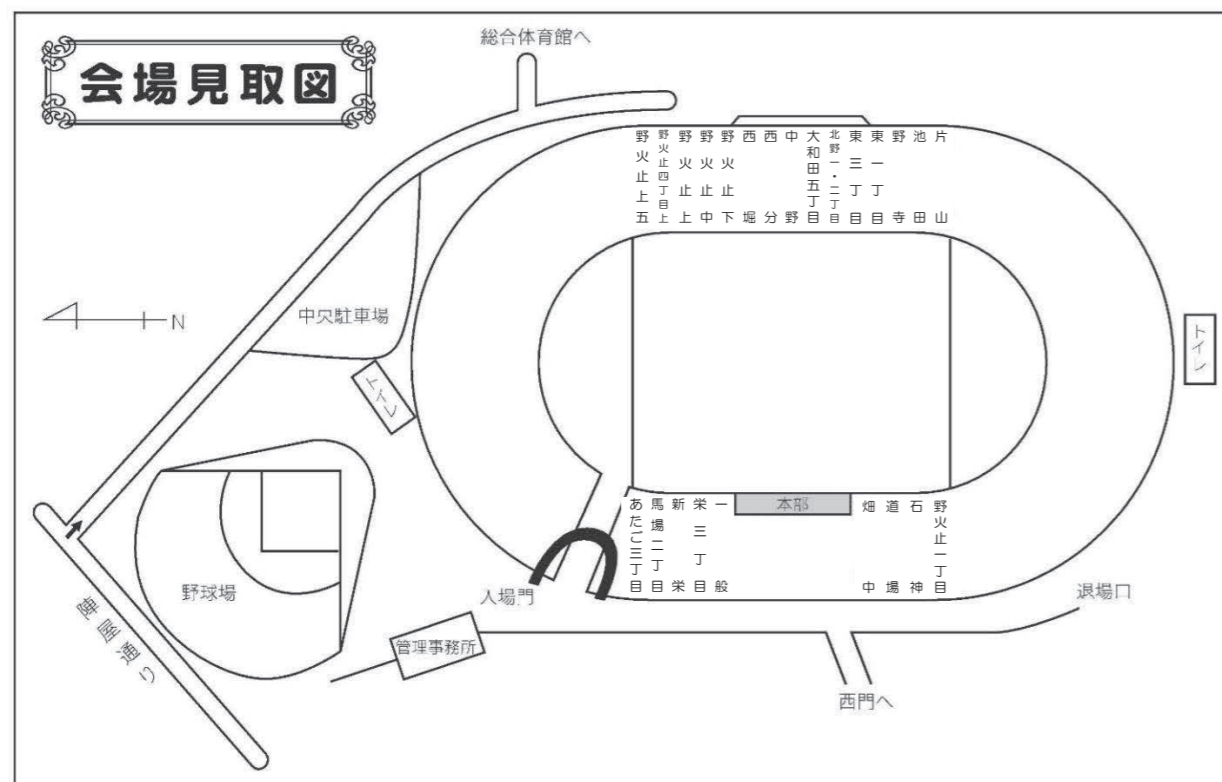 会場見取図
総合体育館へ
野火止上五
野火止四丁目上
野火止上
野火止中
野火止下
西堀
西分
中野
大和田五丁目
北野一・二丁目
東三丁目
東一丁目
野寺
池田
片山
中央駐車場
N
トイレ
トイレ
あたご三丁目
馬場二丁目
新栄
栄三丁目
一般
本部
畑中
道場
石神
野火止一丁目
野球場
入場門
退場口
管理事務所
陣屋通り
西門へ